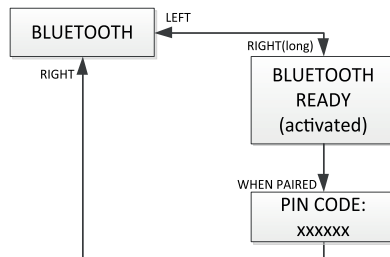 LEFT
BLUETOOTH
RIGHT(long)
RIGHT
BLUETOOTH
READY
(activated)
WHEN PAIRED
PIN CODE:
xxxxxx